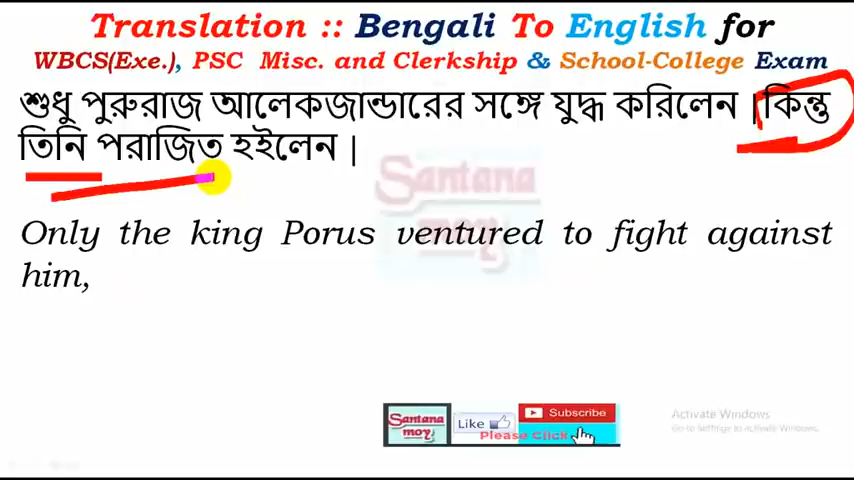 Translation :: Bengali To English for
WBCS(Exe.), PSC Misc. and Clerkship & School-College Exam
শুধু পুরুরাজ আলেকজান্ডারের সঙ্গে যুদ্ধ করিলেন | কিন্তু
তিনি পরাজিত হইলেন |
Santana
moy
Only the king Porus ventured to fight against
him,
Santana
moy
Like
Subscribe
Please Click
Activate Windows
Go to Settings to activate Windows.